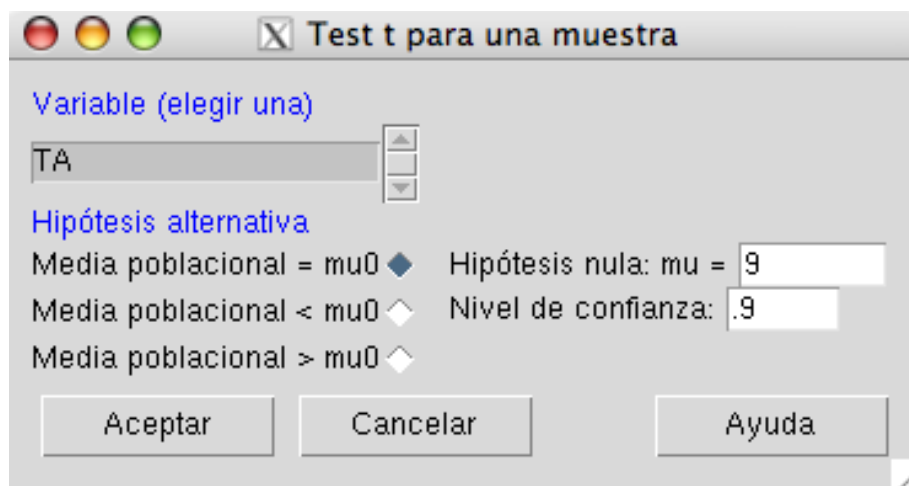 X Test t para una muestra
Variable (elegir una)
TA
Hipótesis alternativa
Media poblacional = mu0 Hipótesis nula: mu = 9
Media poblacional < mu0 Nivel de confianza: .9
Media poblacional > mu0
Aceptar Cancelar Ayuda